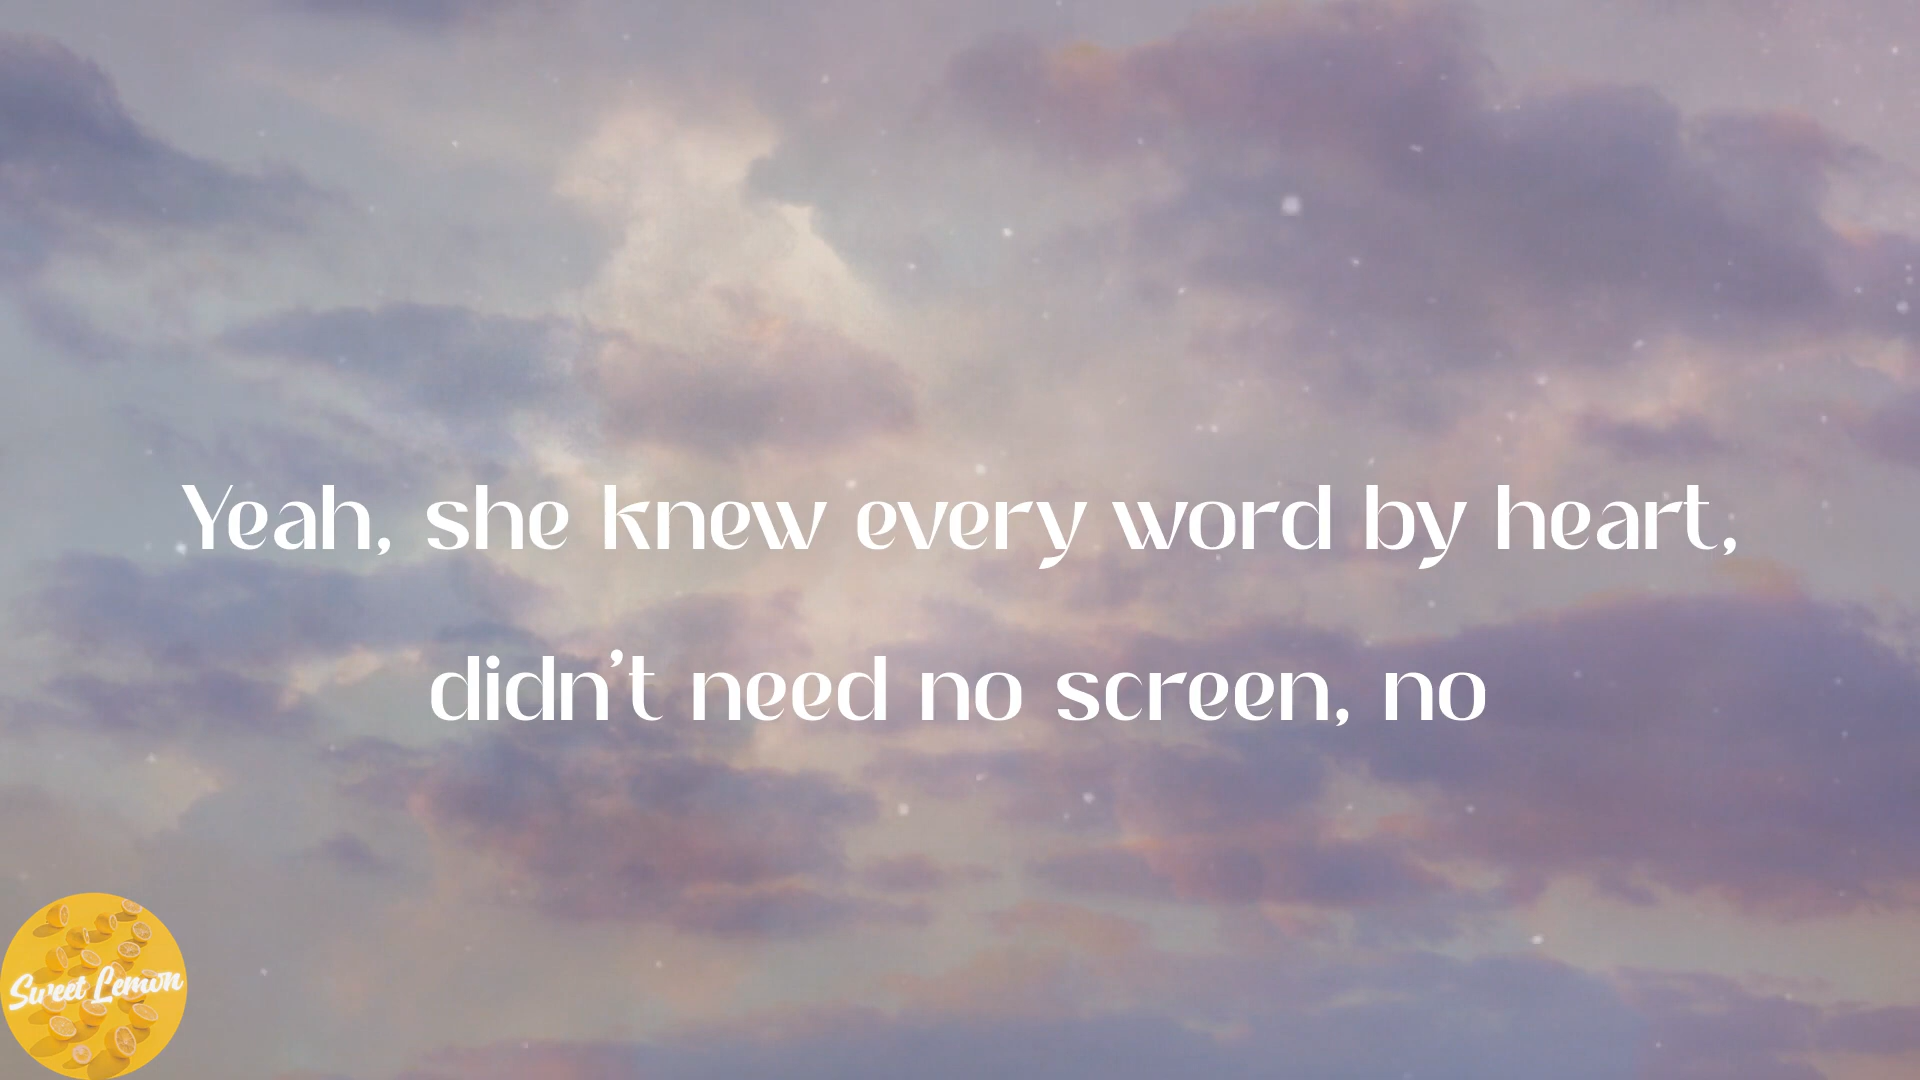 Yeah, she knew every word by heart,
didn't need no screen, no
Sweet Lemon